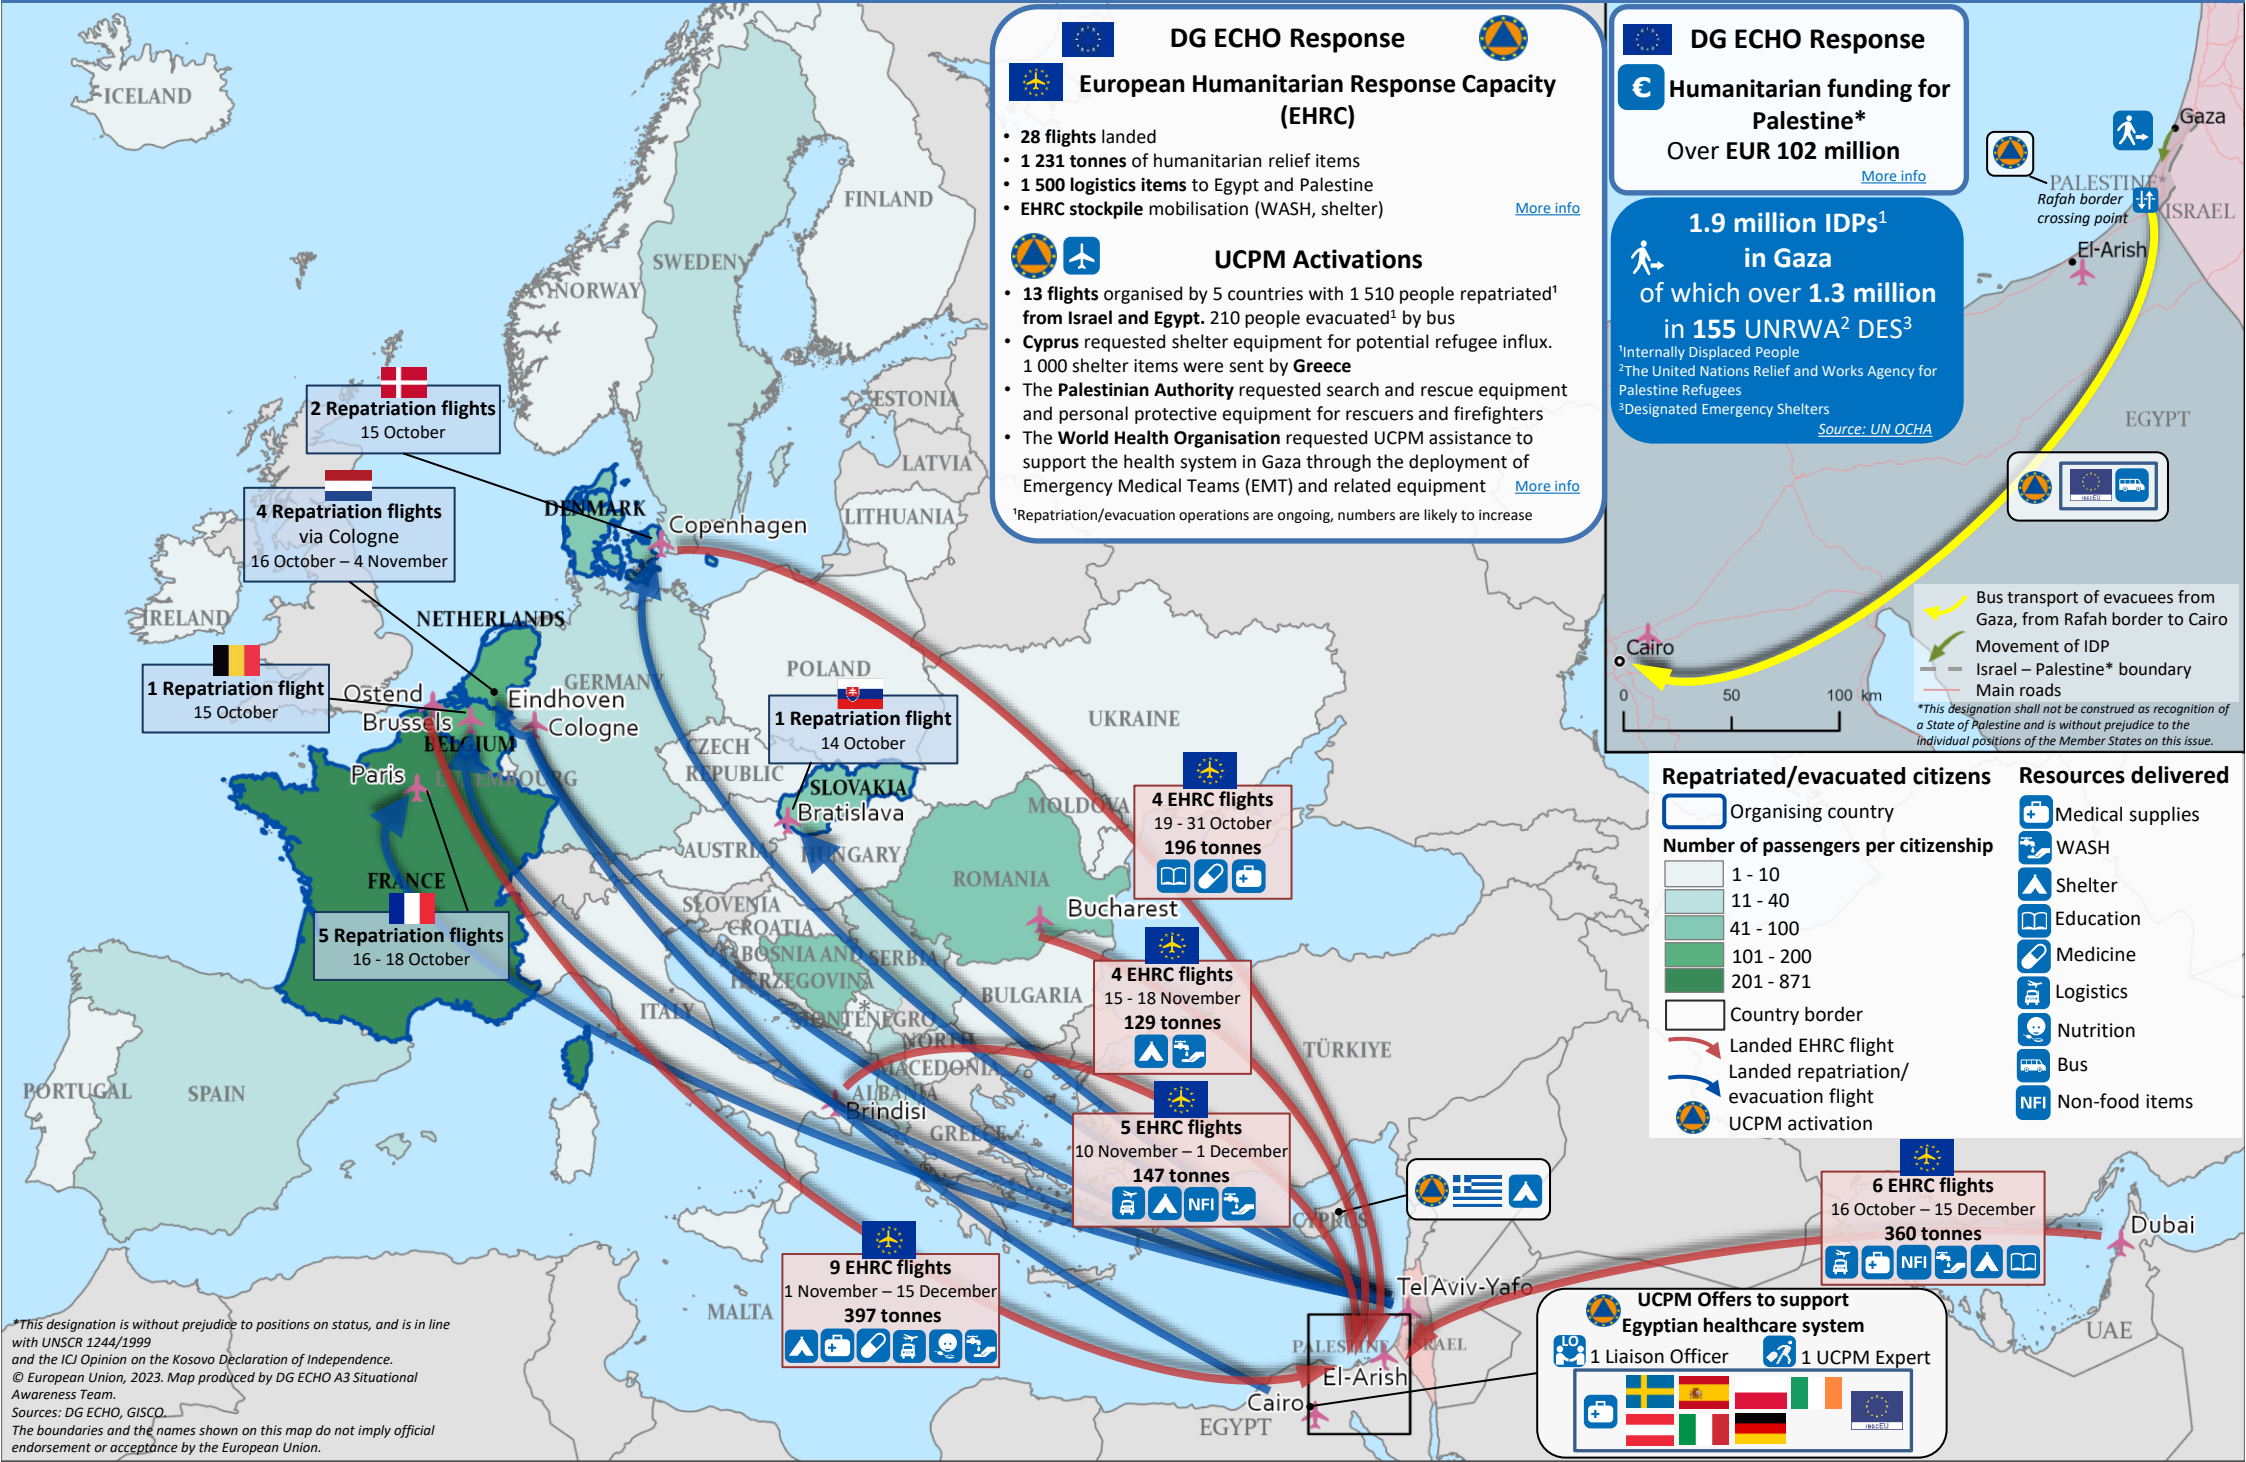 DG ECHO Response
European Humanitarian Response Capacity
(EHRC)
• 28 flights landed
• 1 231 tonnes of humanitarian relief items
• 1 500 logistics items to Egypt and Palestine
• EHRC stockpile mobilisation (WASH, shelter)
More info
UCPM Activations
• 13 flights organised by 5 countries with 1 510 people repatriated¹
from Israel and Egypt. 210 people evacuated¹ by bus
• Cyprus requested shelter equipment for potential refugee influx.
1 000 shelter items were sent by Greece
• The Palestinian Authority requested search and rescue equipment
and personal protective equipment for rescuers and firefighters
• The World Health Organisation requested UCPM assistance to
support the health system in Gaza through the deployment of
Emergency Medical Teams (EMT) and related equipment
More info
¹Repatriation/evacuation operations are ongoing, numbers are likely to increase
DG ECHO Response
€
Humanitarian funding for
Palestine*
Over EUR 102 million
More info
1.9 million IDPs¹
in Gaza
of which over 1.3 million
in 155 UNRWA² DES³
¹Internally Displaced People
²The United Nations Relief and Works Agency for
Palestine Refugees
³Designated Emergency Shelters
Source: UN OCHA
Gaza
PALESTINE*
Rafah border
crossing point
ISRAEL
El-Arish
EGYPT
rescEU
Cairo
0 50 100 km
Bus transport of evacuees from
Gaza, from Rafah border to Cairo
Movement of IDP
Israel – Palestine* boundary
Main roads
*This designation shall not be construed as recognition of
a State of Palestine and is without prejudice to the
individual positions of the Member States on this issue.
Repatriated/evacuated citizens
Organising country
Number of passengers per citizenship
1 - 10
11 - 40
41 - 100
101 - 200
201 - 871
Country border
Landed EHRC flight
Landed repatriation/
evacuation flight
UCPM activation
Resources delivered
Medical supplies
WASH
Shelter
Education
Medicine
Logistics
Nutrition
Bus
NFI Non-food items
ICELAND
FINLAND
SWEDEN
NORWAY
ESTONIA
LATVIA
LITHUANIA
2 Repatriation flights
15 October
4 Repatriation flights
via Cologne
16 October – 4 November
DENMARK
Copenhagen
IRELAND
NETHERLANDS
1 Repatriation flight
15 October
Ostend
Brussels
Eindhoven
Cologne
GERMANY
POLAND
BELGIUM
LUXEMBOURG
Paris
1 Repatriation flight
14 October
CZECH
REPUBLIC
SLOVAKIA
Bratislava
UKRAINE
MOLDOVA
AUSTRIA
HUNGARY
FRANCE
5 Repatriation flights
16 - 18 October
4 EHRC flights
19 - 31 October
196 tonnes
SLOVENIA
CROATIA
BOSNIA AND
HERZEGOVINA
SERBIA
ROMANIA
Bucharest
BULGARIA
4 EHRC flights
15 - 18 November
129 tonnes
ITALY
*
MONTENEGRO
NORTH
MACEDONIA
ALBANIA
Brindisi
GREECE
TÜRKIYE
PORTUGAL
SPAIN
5 EHRC flights
10 November – 1 December
147 tonnes
NFI
CYPRUS
9 EHRC flights
1 November – 15 December
397 tonnes
MALTA
6 EHRC flights
16 October – 15 December
360 tonnes
NFI
Dubai
UAE
Tel Aviv-Yafo
PALESTINE*
ISRAEL
El-Arish
Cairo
EGYPT
UCPM Offers to support
Egyptian healthcare system
LO
1 Liaison Officer
1 UCPM Expert
rescEU
*This designation is without prejudice to positions on status, and is in line
with UNSCR 1244/1999
and the ICJ Opinion on the Kosovo Declaration of Independence.
© European Union, 2023. Map produced by DG ECHO A3 Situational
Awareness Team.
Sources: DG ECHO, GISCO.
The boundaries and the names shown on this map do not imply official
endorsement or acceptance by the European Union.